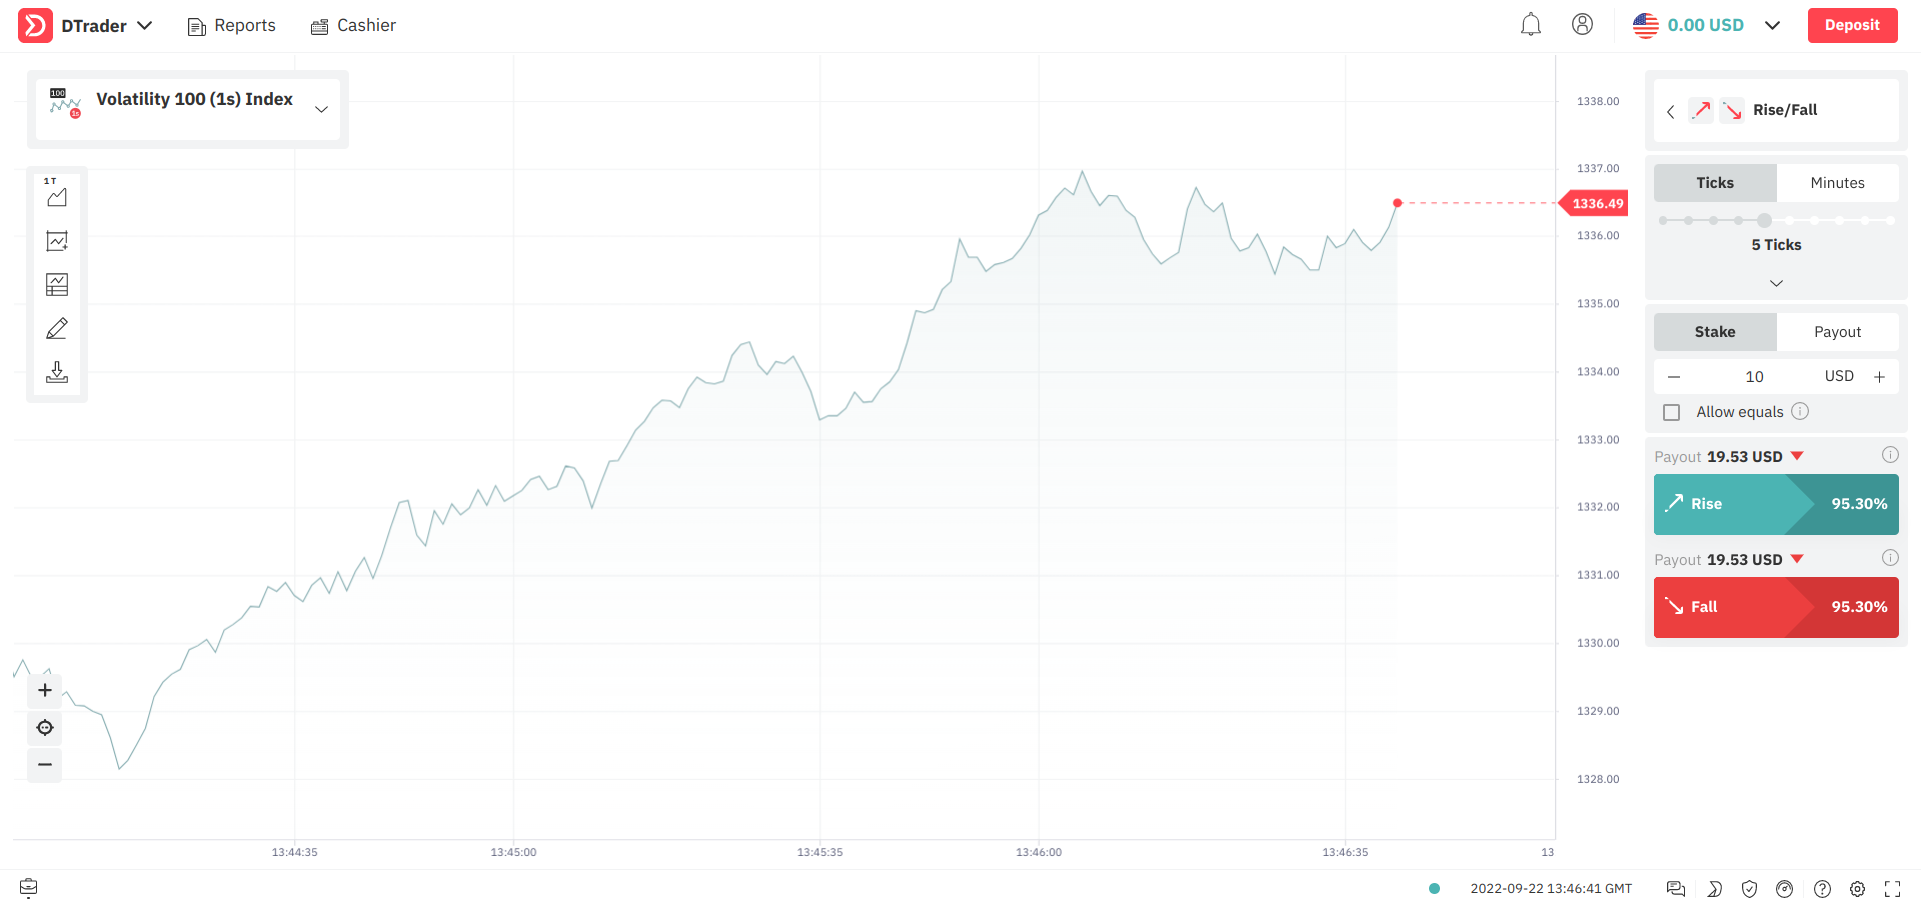 DTrader
Reports
Cashier
0.00 USD
Deposit
100
1s
Volatility 100 (1s) Index
1 T
1338.00
1337.00
1336.49
1336.00
1335.00
1334.00
1333.00
1332.00
1331.00
1330.00
1329.00
1328.00
13:44:35
13:45:00
13:45:35
13:46:00
13:46:35
13
Rise/Fall
Ticks
Minutes
5 Ticks
Stake
Payout
10
USD
Allow equals
Payout 19.53 USD
Rise
95.30%
Payout 19.53 USD
Fall
95.30%
2022-09-22 13:46:41 GMT